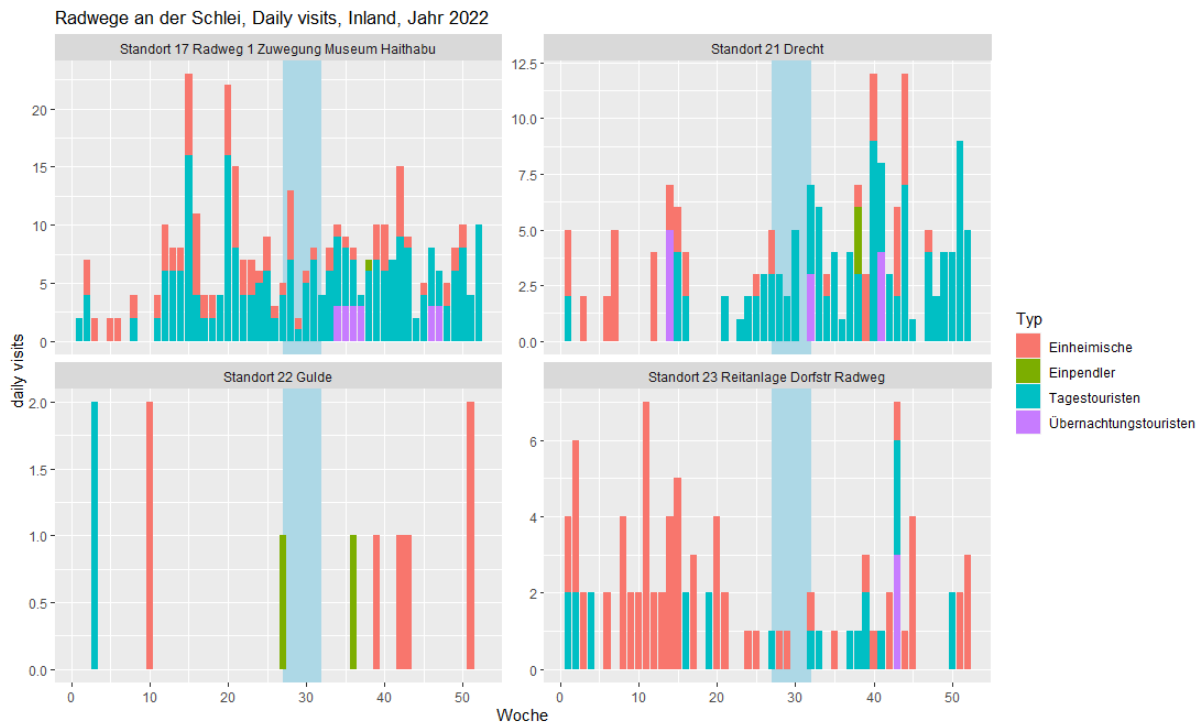 Radwege an der Schlei, Daily visits, Inland, Jahr 2022
Standort 17 Radweg 1 Zuwegung Museum Haithabu
Standort 21 Drecht
20
15
10
5
0
12.5
10.0
7.5
5.0
2.5
0.0
daily visits
Standort 22 Gulde
Standort 23 Reitanlage Dorfstr Radweg
2.0
1.5
1.0
0.5
0.0
6
4
2
0
0 10 20 30 40 50
0 10 20 30 40 50
Woche
Typ
Einheimische
Einpendler
Tagestouristen
Übernachtungstouristen